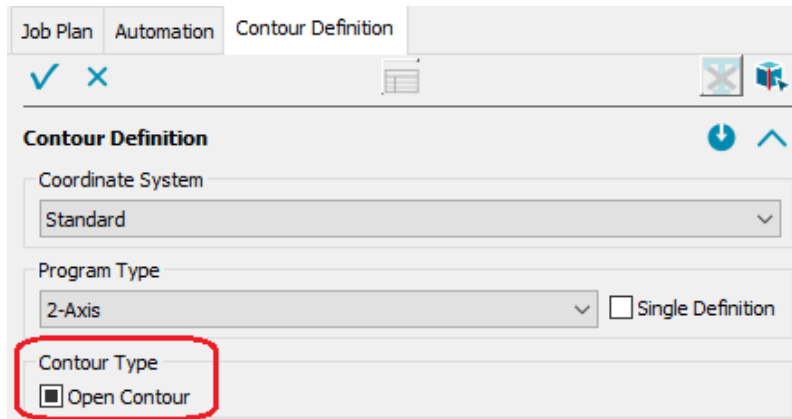 Job Plan Automation Contour Definition
Contour Definition
Coordinate System
Standard
Program Type
2-Axis Single Definition
Contour Type
Open Contour